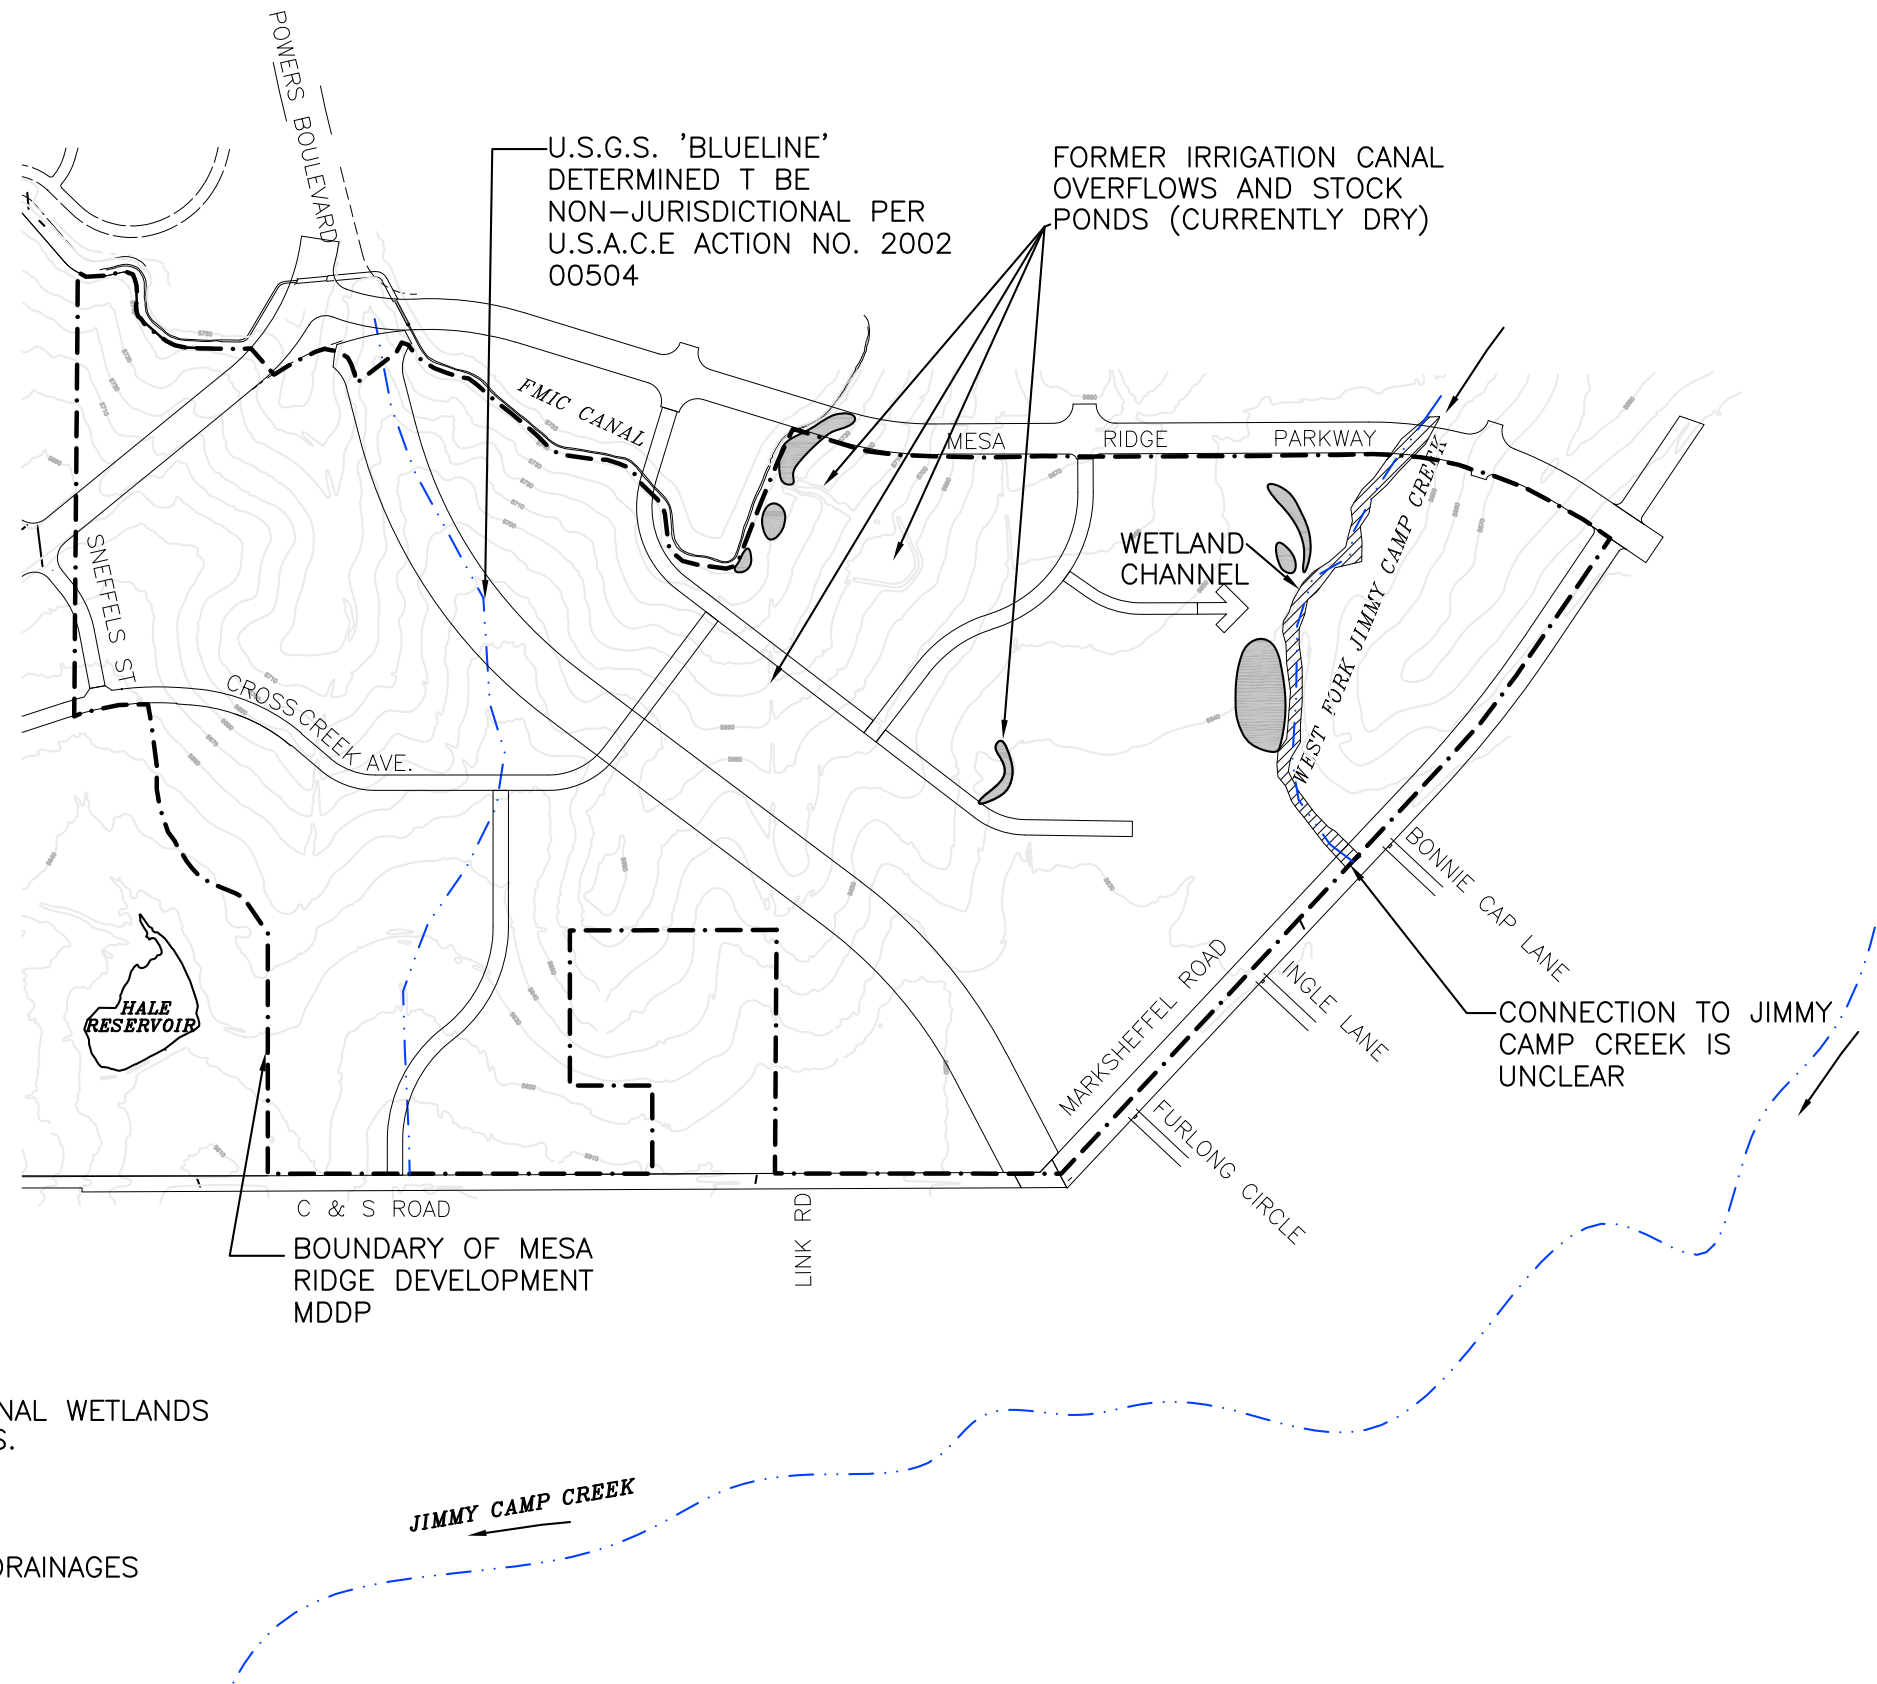 POWERS BOULEVARD
U.S.G.S. 'BLUELINE'
DETERMINED T BE
NON-JURISDICTIONAL PER
U.S.A.C.E ACTION NO. 2002
00504
FORMER IRRIGATION CANAL
OVERFLOWS AND STOCK
PONDS (CURRENTLY DRY)
FMIC CANAL
MESA RIDGE PARKWAY
WETLAND
CHANNEL
WEST FORK JIMMY CAMP CREEK
SNEFFELS ST
CROSS CREEK AVE.
HALE
RESERVOIR
BONNIE CAP LANE
INGLE LANE
MARKSHEFFEL ROAD
FURLONG CIRCLE
CONNECTION TO JIMMY
CAMP CREEK IS
UNCLEAR
C & S ROAD
LINK RD
BOUNDARY OF MESA
RIDGE DEVELOPMENT
MDDP
NAL WETLANDS
S.
JIMMY CAMP CREEK
DRAINAGES